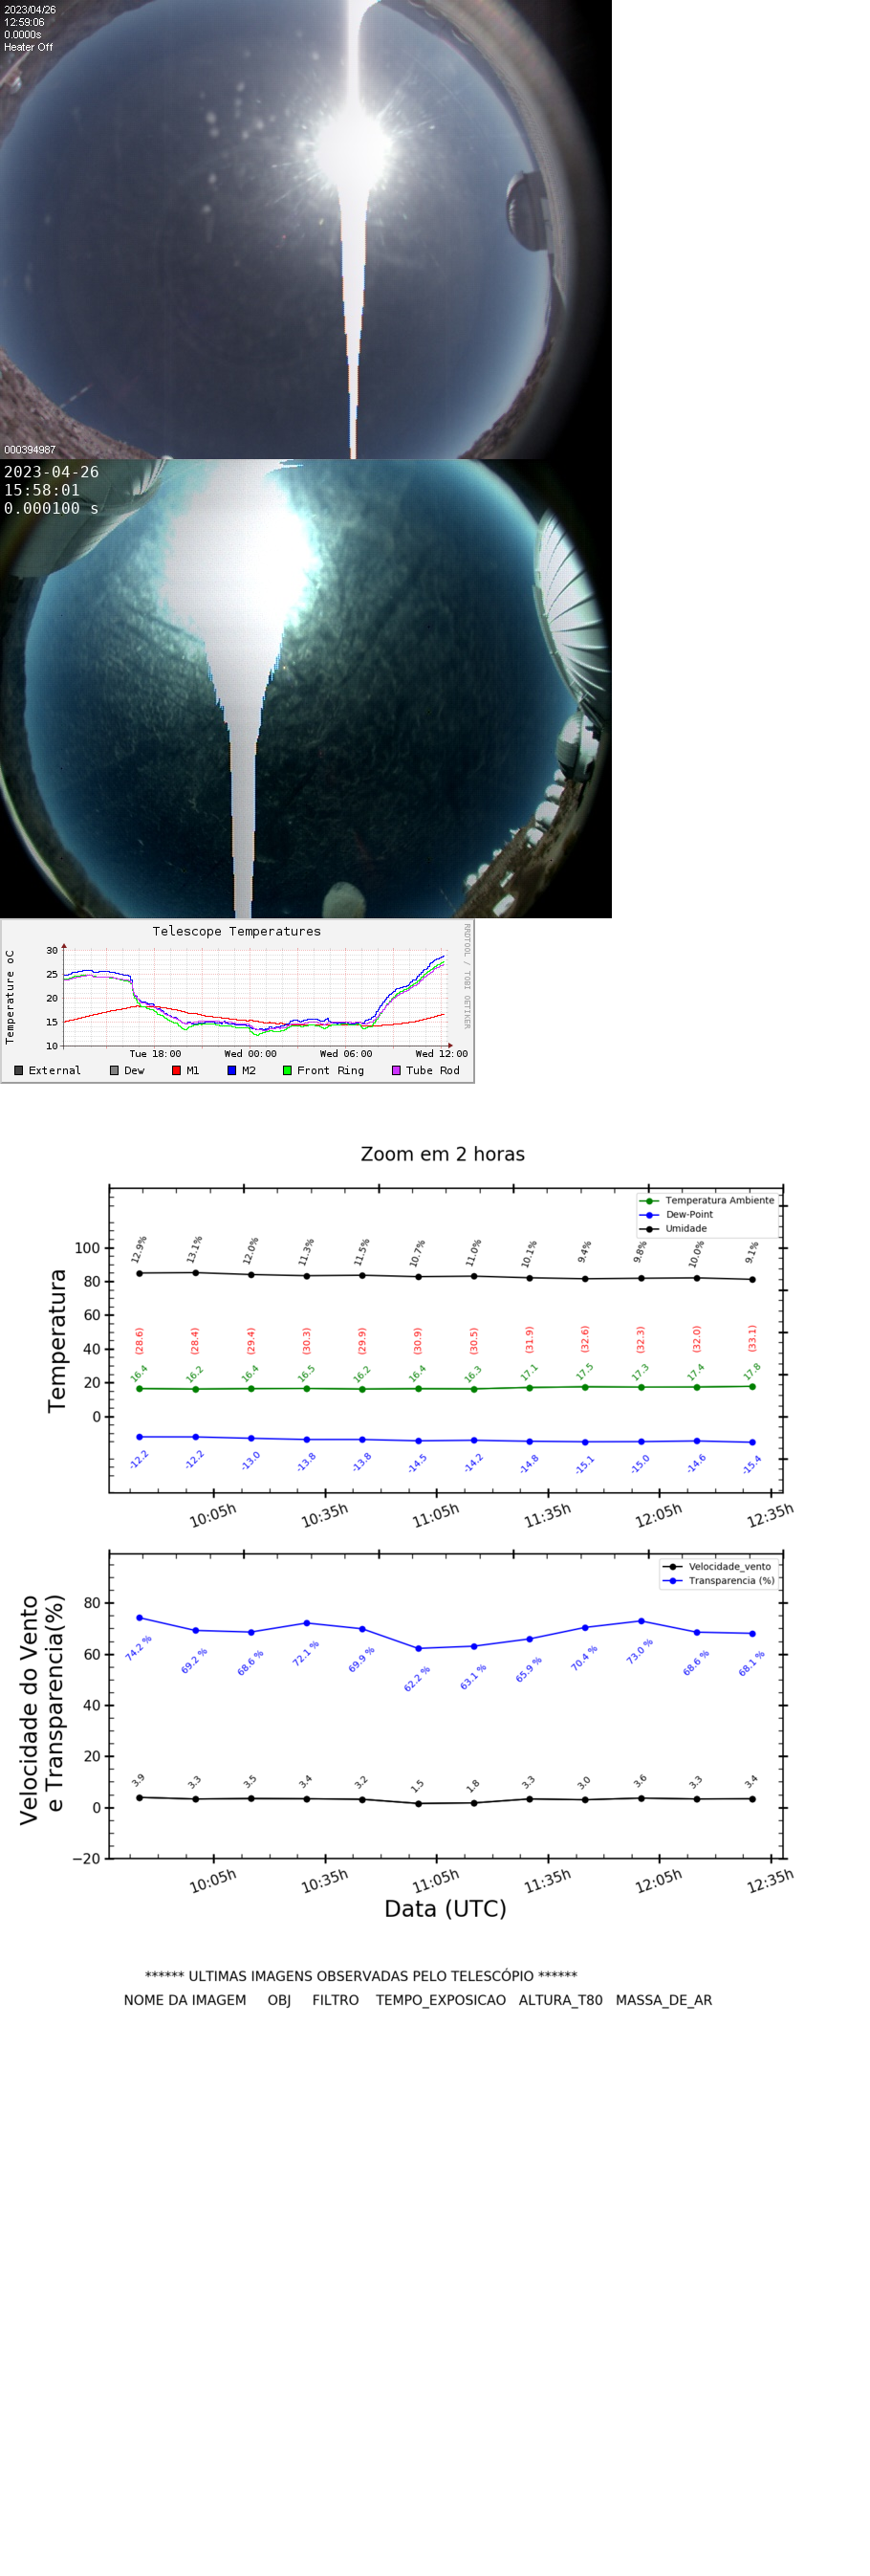 2023/04/26
12:59:06
0.0000s
Heater Off
000394987
2023-04-26
15:58:01
0.000100 s
Telescope Temperatures
RRDTOOL / TOBI OETIKER
Temperature oC
30
25
20
15
10
Tue 18:00 Wed 00:00 Wed 06:00 Wed 12:00
External Dew M1 M2 Front Ring Tube Rod
Zoom em 2 horas
Temperatura Ambiente
Dew-Point
Umidade
Temperatura
100
80
60
40
20
0
12.9% 13.1% 12.0% 11.3% 11.5% 10.7% 11.0% 10.1% 9.4% 9.8% 10.0% 9.1%
(28.6) (28.4) (29.4) (30.3) (29.9) (30.9) (30.5) (31.9) (32.6) (32.3) (32.0) (33.1)
16.4 16.2 16.4 16.5 16.2 16.4 16.3 17.1 17.5 17.3 17.4 17.8
-12.2 -12.2 -13.0 -13.8 -13.8 -14.5 -14.2 -14.8 -15.1 -15.0 -14.6 -15.4
10:05h 10:35h 11:05h 11:35h 12:05h 12:35h
Velocidade_vento
Transparencia (%)
Velocidade do Vento
e Transparencia(%)
80
60
40
20
0
−20
74.2 % 69.2 % 68.6 % 72.1 % 69.9 % 62.2 % 63.1 % 65.9 % 70.4 % 73.0 % 68.6 % 68.1 %
3.9 3.3 3.5 3.4 3.2 1.5 1.8 3.3 3.0 3.6 3.3 3.4
10:05h 10:35h 11:05h 11:35h 12:05h 12:35h
Data (UTC)
****** ULTIMAS IMAGENS OBSERVADAS PELO TELESCÓPIO ******
NOME DA IMAGEM OBJ FILTRO TEMPO_EXPOSICAO ALTURA_T80 MASSA_DE_AR